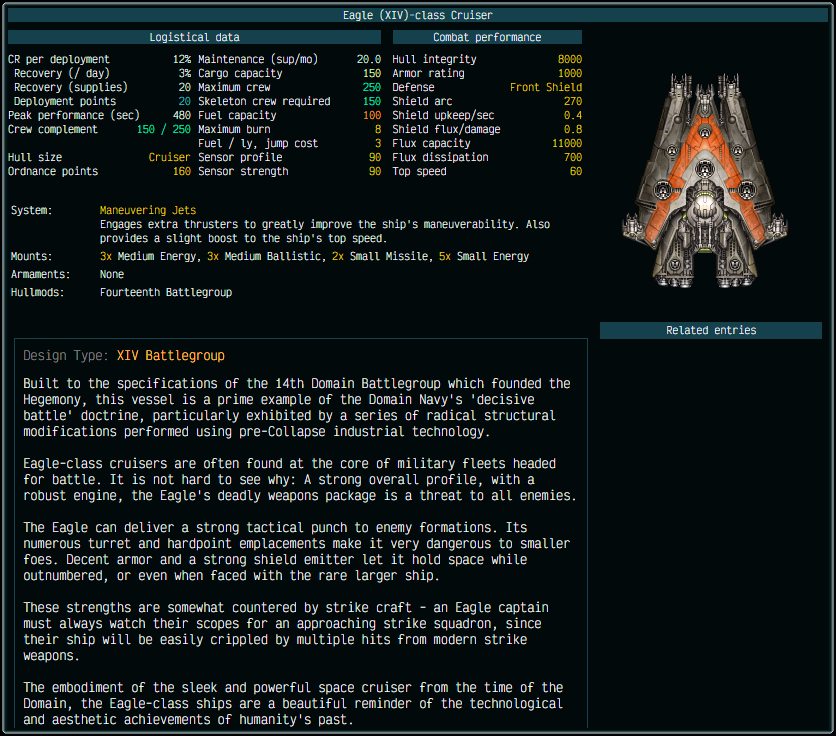 Eagle (XIV)-class Cruiser
Logistical data
Combat performance
CR per deployment 12% Maintenance (sup/mo) 20.0 Hull integrity 8000
Recovery (/ day) 3% Cargo capacity 150 Armor rating 1000
Recovery (supplies) 20 Maximum crew 250 Defense Front Shield
Deployment points 20 Skeleton crew required 150 Shield arc 270
Peak performance (sec) 480 Fuel capacity 100 Shield upkeep/sec 0.4
Crew complement 150 / 250 Maximum burn 8 Shield flux/damage 0.8
Fuel / ly, jump cost 3 Flux capacity 11000
Hull size Cruiser Sensor profile 90 Flux dissipation 700
Ordnance points 160 Sensor strength 90 Top speed 60
System: Maneuvering Jets
Engages extra thrusters to greatly improve the ship's maneuverability. Also
provides a slight boost to the ship's top speed.
Mounts: 3x Medium Energy, 3x Medium Ballistic, 2x Small Missile, 5x Small Energy
Armaments: None
Hullmods: Fourteenth Battlegroup
Related entries
Design Type: XIV Battlegroup
Built to the specifications of the 14th Domain Battlegroup which founded the
Hegemony, this vessel is a prime example of the Domain Navy's 'decisive
battle' doctrine, particularly exhibited by a series of radical structural
modifications performed using pre-Collapse industrial technology.
Eagle-class cruisers are often found at the core of military fleets headed
for battle. It is not hard to see why: A strong overall profile, with a
robust engine, the Eagle's deadly weapons package is a threat to all enemies.
The Eagle can deliver a strong tactical punch to enemy formations. Its
numerous turret and hardpoint emplacements make it very dangerous to smaller
foes. Decent armor and a strong shield emitter let it hold space while
outnumbered, or even when faced with the rare larger ship.
These strengths are somewhat countered by strike craft - an Eagle captain
must always watch their scopes for an approaching strike squadron, since
their ship will be easily crippled by multiple hits from modern strike
weapons.
The embodiment of the sleek and powerful space cruiser from the time of the
Domain, the Eagle-class ships are a beautiful reminder of the technological
and aesthetic achievements of humanity's past.